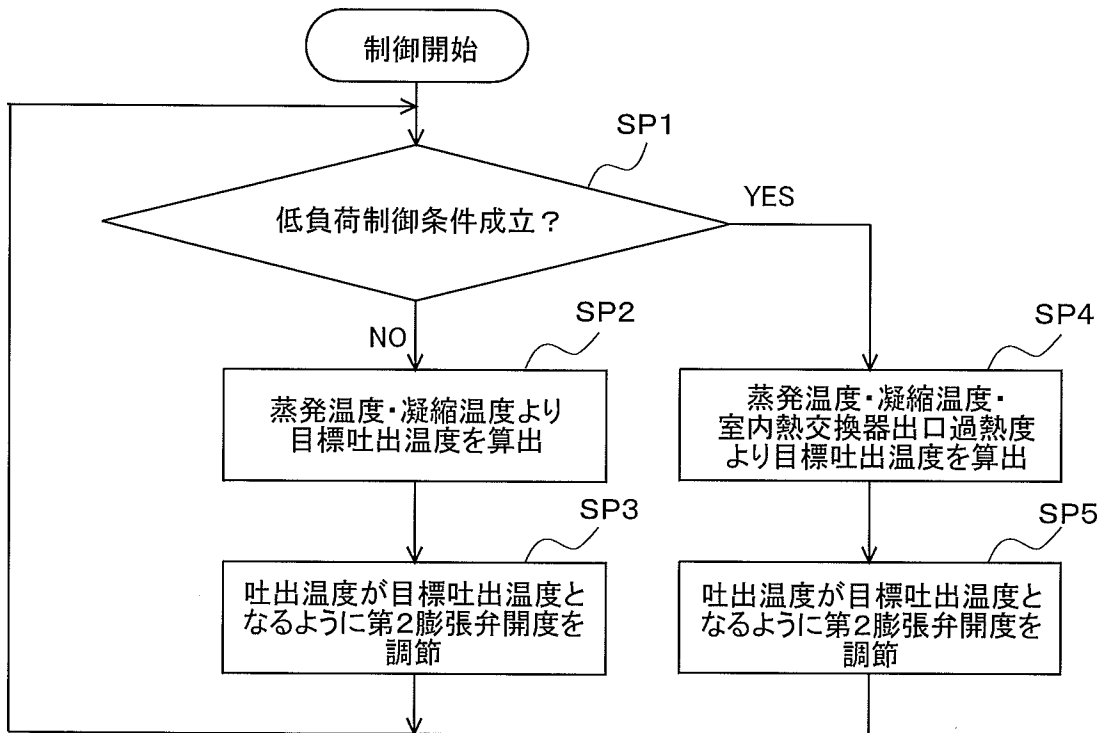 制御開始
SP1
低負荷制御条件成立？
YES
NO
SP2
蒸発温度・凝縮温度より
目標吐出温度を算出
SP4
蒸発温度・凝縮温度・
室内熱交換器出口過熱度
より目標吐出温度を算出
SP3
吐出温度が目標吐出温度と
なるように第2膨張弁開度を
調節
SP5
吐出温度が目標吐出温度と
なるように第2膨張弁開度を
調節